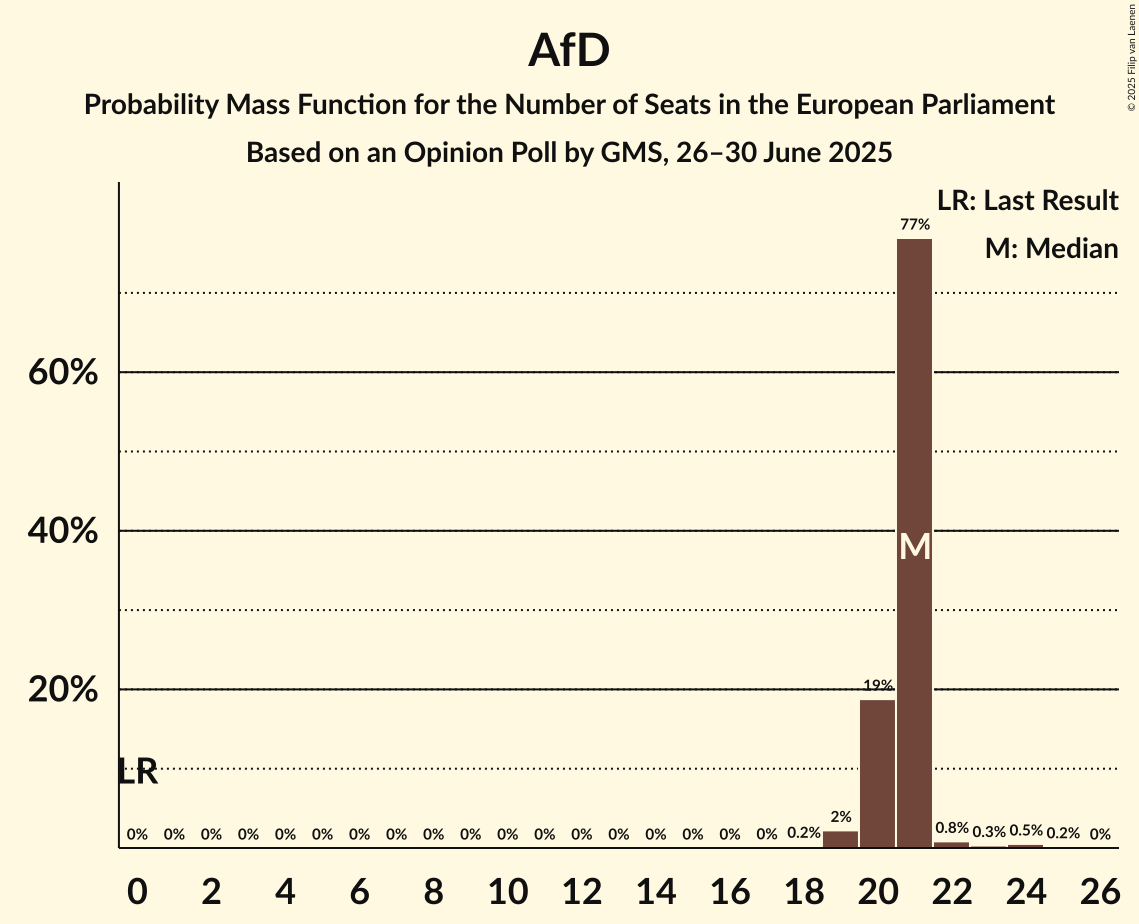 AfD
Probability Mass Function for the Number of Seats in the European Parliament
Based on an Opinion Poll by GMS, 26–30 June 2025
© 2025 Filip van Laenen
LR: Last Result
M: Median
77%
60%
40%
M
20%
19%
LR
0% 0% 0% 0% 0% 0% 0% 0% 0% 0% 0% 0% 0% 0% 0% 0% 0% 0% 0.2% 2% 0.8% 0.3% 0.5% 0.2% 0%
0 2 4 6 8 10 12 14 16 18 20 22 24 26